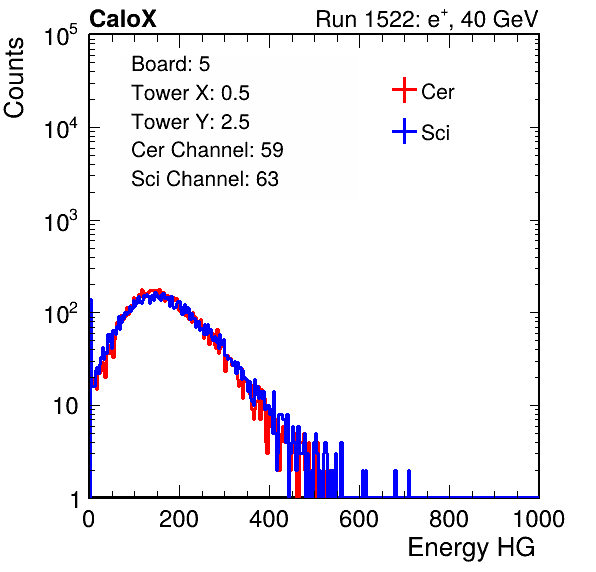 CaloX Run 1522: e⁺, 40 GeV
Counts
Board: 5
Tower X: 0.5
Tower Y: 2.5
Cer Channel: 59
Sci Channel: 63
Cer
Sci
10⁵
10⁴
10³
10²
10
1
0 200 400 600 800 1000
Energy HG